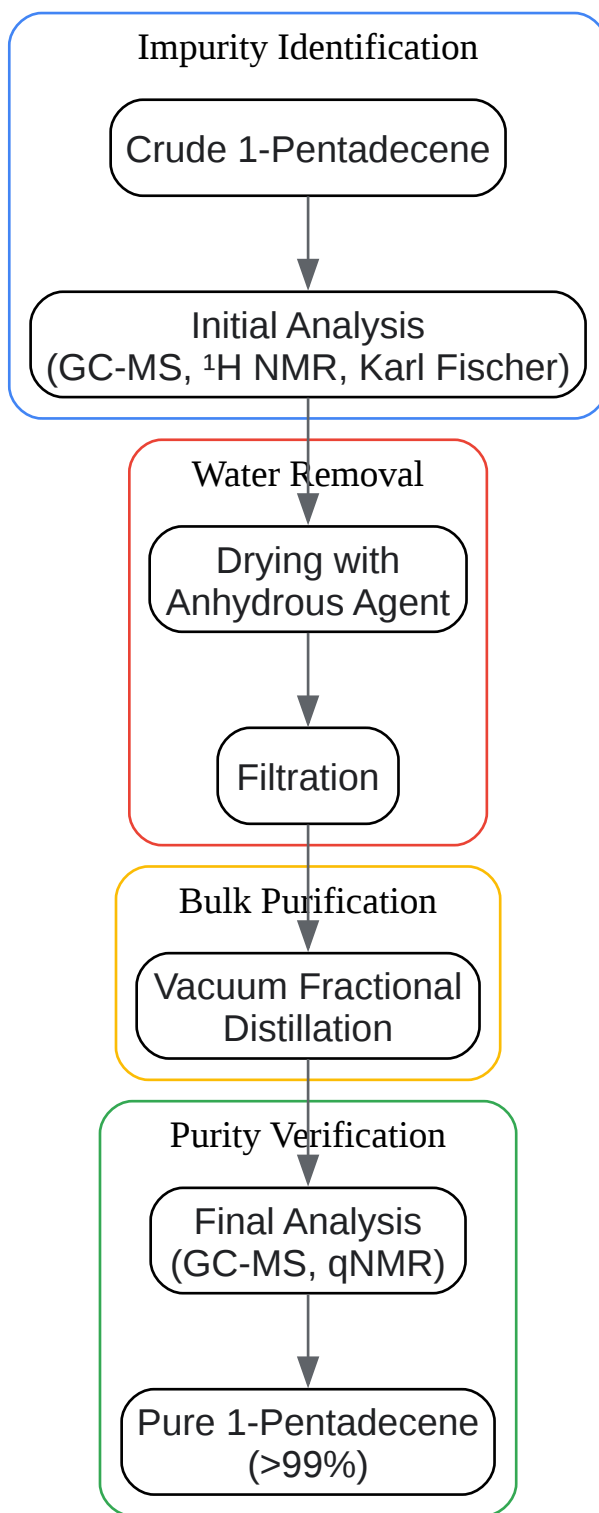 Impurity Identification
Crude 1-Pentadecene
Initial Analysis
(GC-MS, ¹H NMR, Karl Fischer)
Water Removal
Drying with
Anhydrous Agent
Filtration
Bulk Purification
Vacuum Fractional
Distillation
Purity Verification
Final Analysis
(GC-MS, qNMR)
Pure 1-Pentadecene
(>99%)